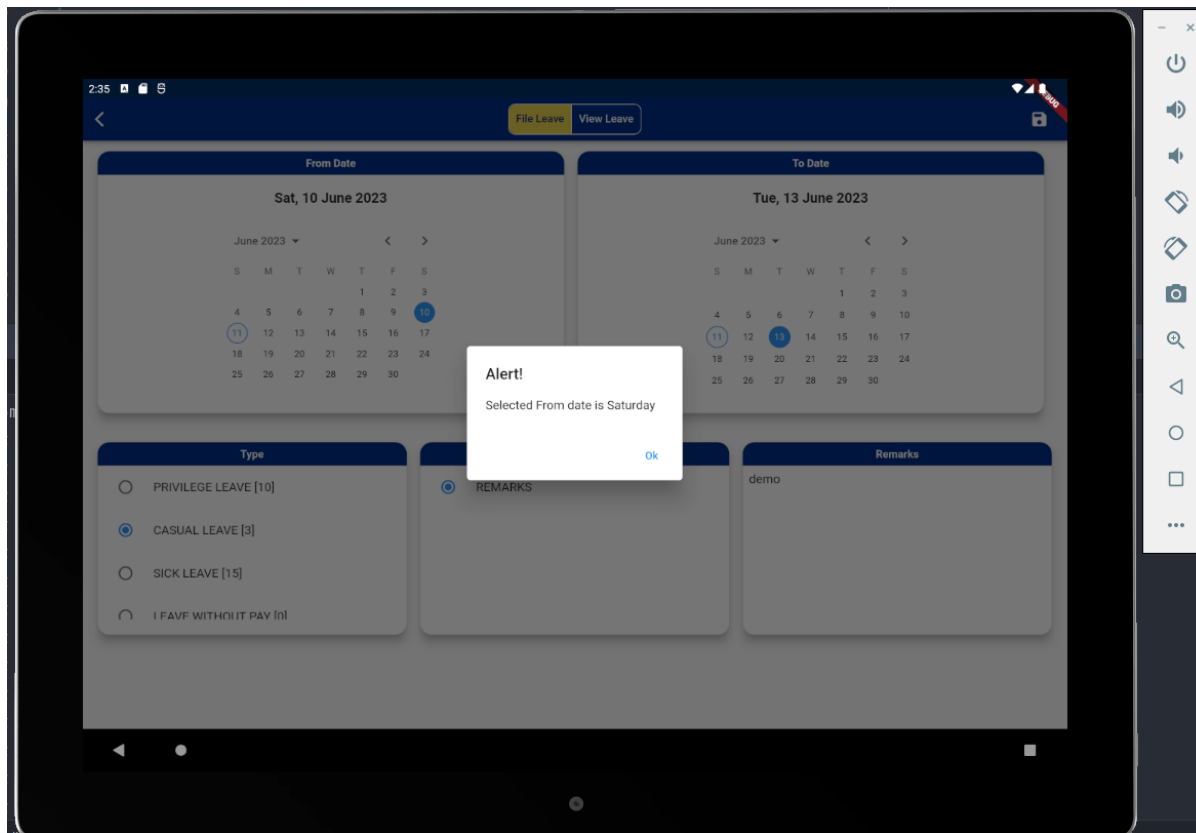 2:35
DEBUG
File Leave View Leave
From Date
Sat, 10 June 2023
June 2023
S M T W T F S
1 2 3
4 5 6 7 8 9 10
11 12 13 14 15 16 17
18 19 20 21 22 23 24
25 26 27 28 29 30
To Date
Tue, 13 June 2023
June 2023
S M T W T F S
1 2 3
4 5 6 7 8 9 10
11 12 13 14 15 16 17
18 19 20 21 22 23 24
25 26 27 28 29 30
Alert!
Selected From date is Saturday
Ok
Type
PRIVILEGE LEAVE [10]
CASUAL LEAVE [3]
SICK LEAVE [15]
LEAVE WITHOUT PAY [0]
REMARKS
Remarks
demo